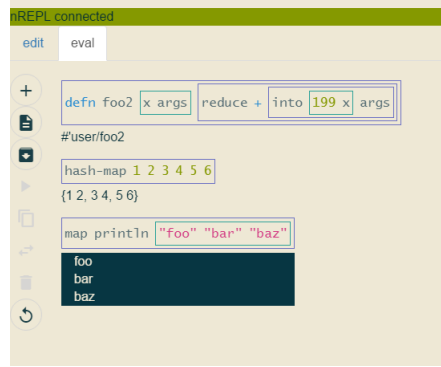 nREPL connected
edit eval
defn foo2 x args reduce + into 199 x args
#'user/foo2
hash-map 1 2 3 4 5 6
{1 2, 3 4, 5 6}
map println "foo" "bar" "baz"
foo
bar
baz